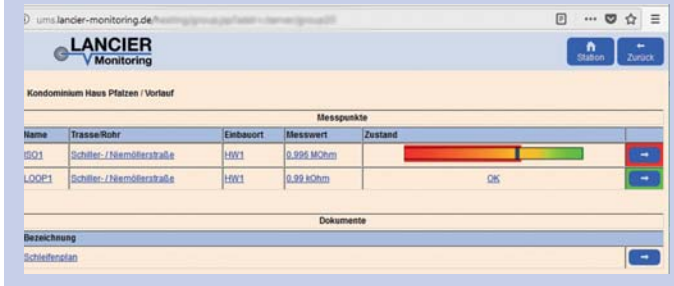 ums.lancier-monitoring.de/
LANCIER
Monitoring
Station
Zurück
Kondominium Haus Pfalzen / Vorlauf
Messpunkte
Name Trasse/Rohr Einbauort Messwert Zustand
ISO1 Schiller- / Niemöllerstraße HW1 0.995 MOhm
LOOP1 Schiller- / Niemöllerstraße HW1 0.99 kOhm OK
Dokumente
Bezeichnung
Schleifenplan